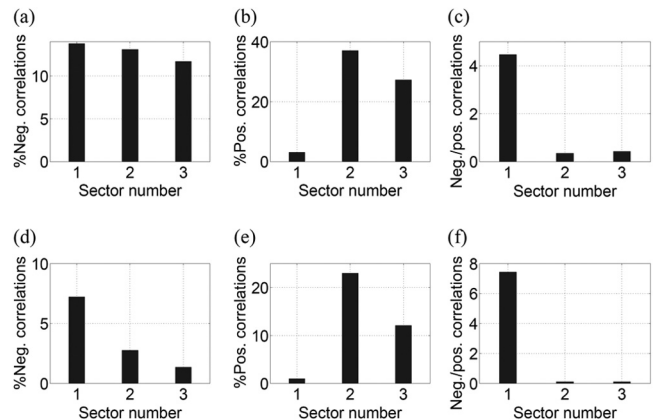 (a)
(b)
(c)
%Neg. correlations
10
5
0
1 2 3
Sector number
%Pos. correlations
40
20
0
1 2 3
Sector number
Neg./pos. correlations
4
2
0
1 2 3
Sector number
(d)
(e)
(f)
%Neg. correlations
10
5
0
1 2 3
Sector number
%Pos. correlations
20
10
0
1 2 3
Sector number
Neg./pos. correlations
8
6
4
2
0
1 2 3
Sector number